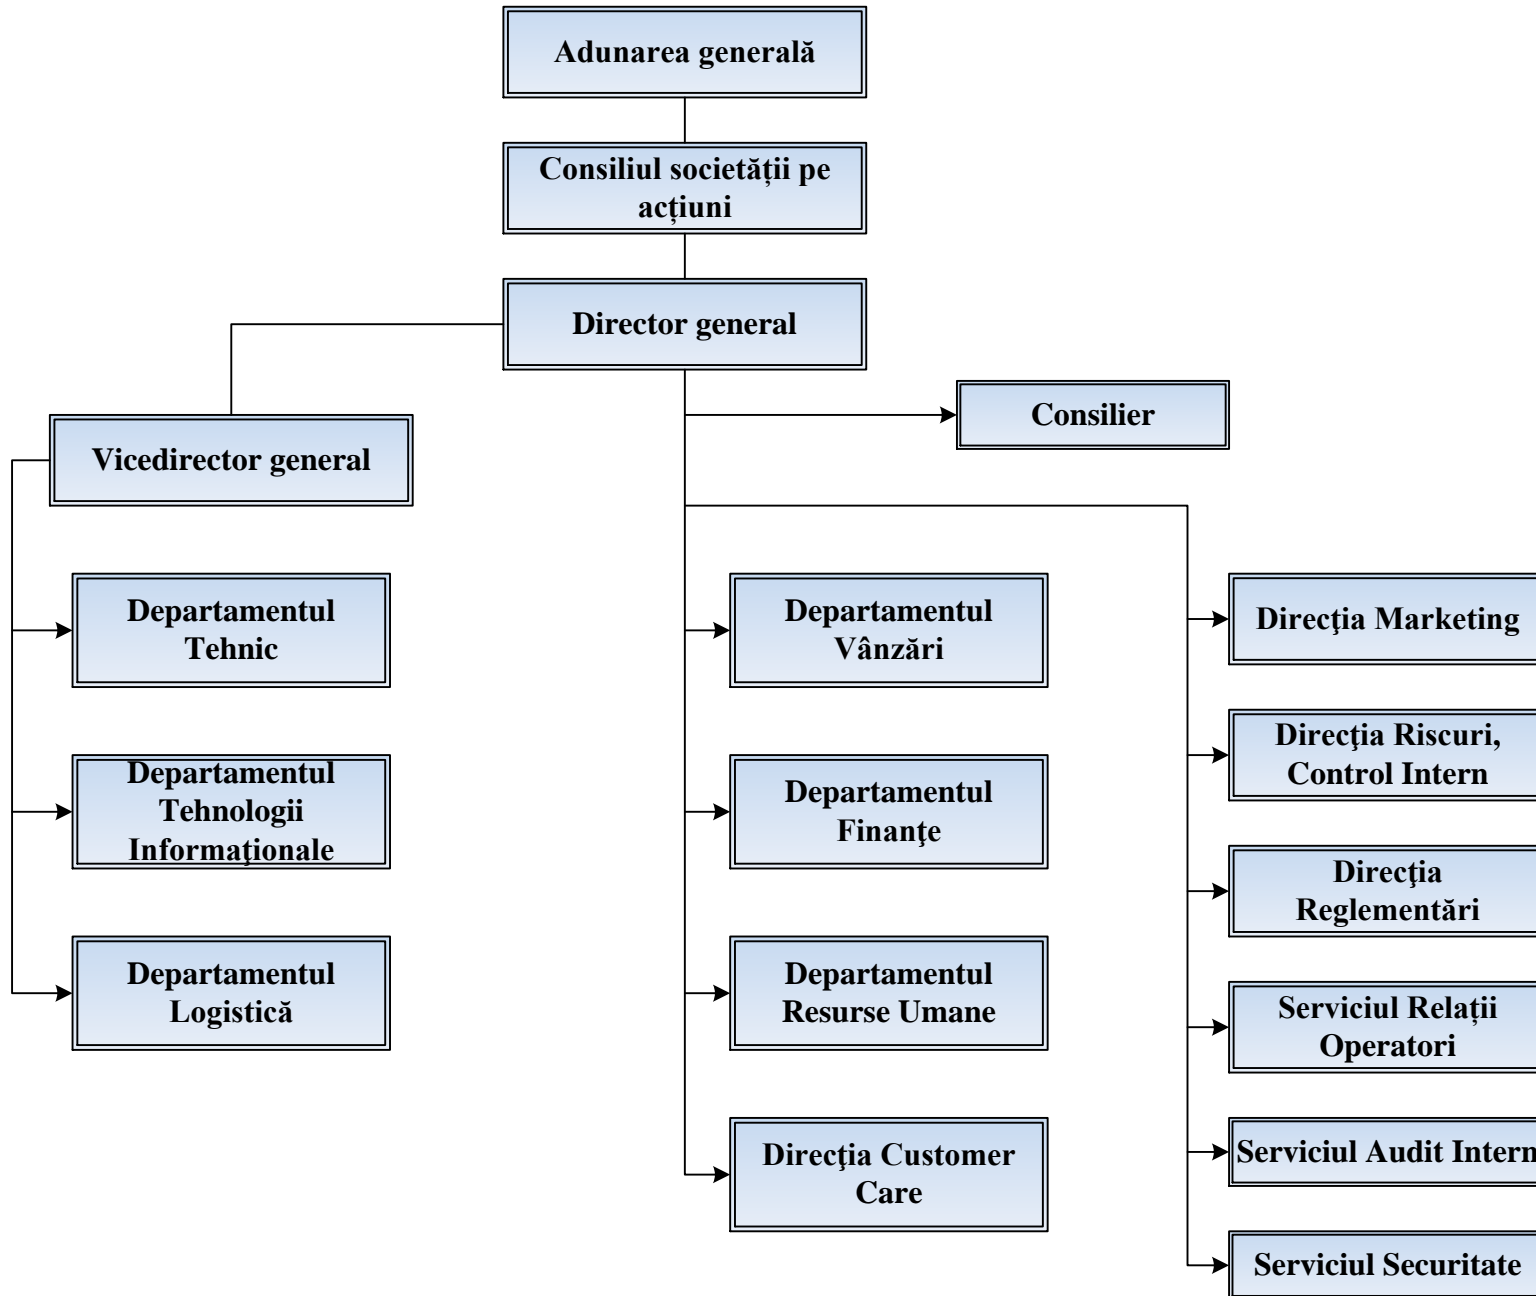 Adunarea generală
Consiliul societății pe
acțiuni
Director general
Consilier
Vicedirector general
Departamentul
Tehnic
Departamentul
Tehnologii
Informaţionale
Departamentul
Logistică
Departamentul
Vânzări
Departamentul
Finanţe
Departamentul
Resurse Umane
Direcţia Customer
Care
Direcţia Marketing
Direcţia Riscuri,
Control Intern
Direcţia
Reglementări
Serviciul Relații
Operatori
Serviciul Audit Intern
Serviciul Securitate